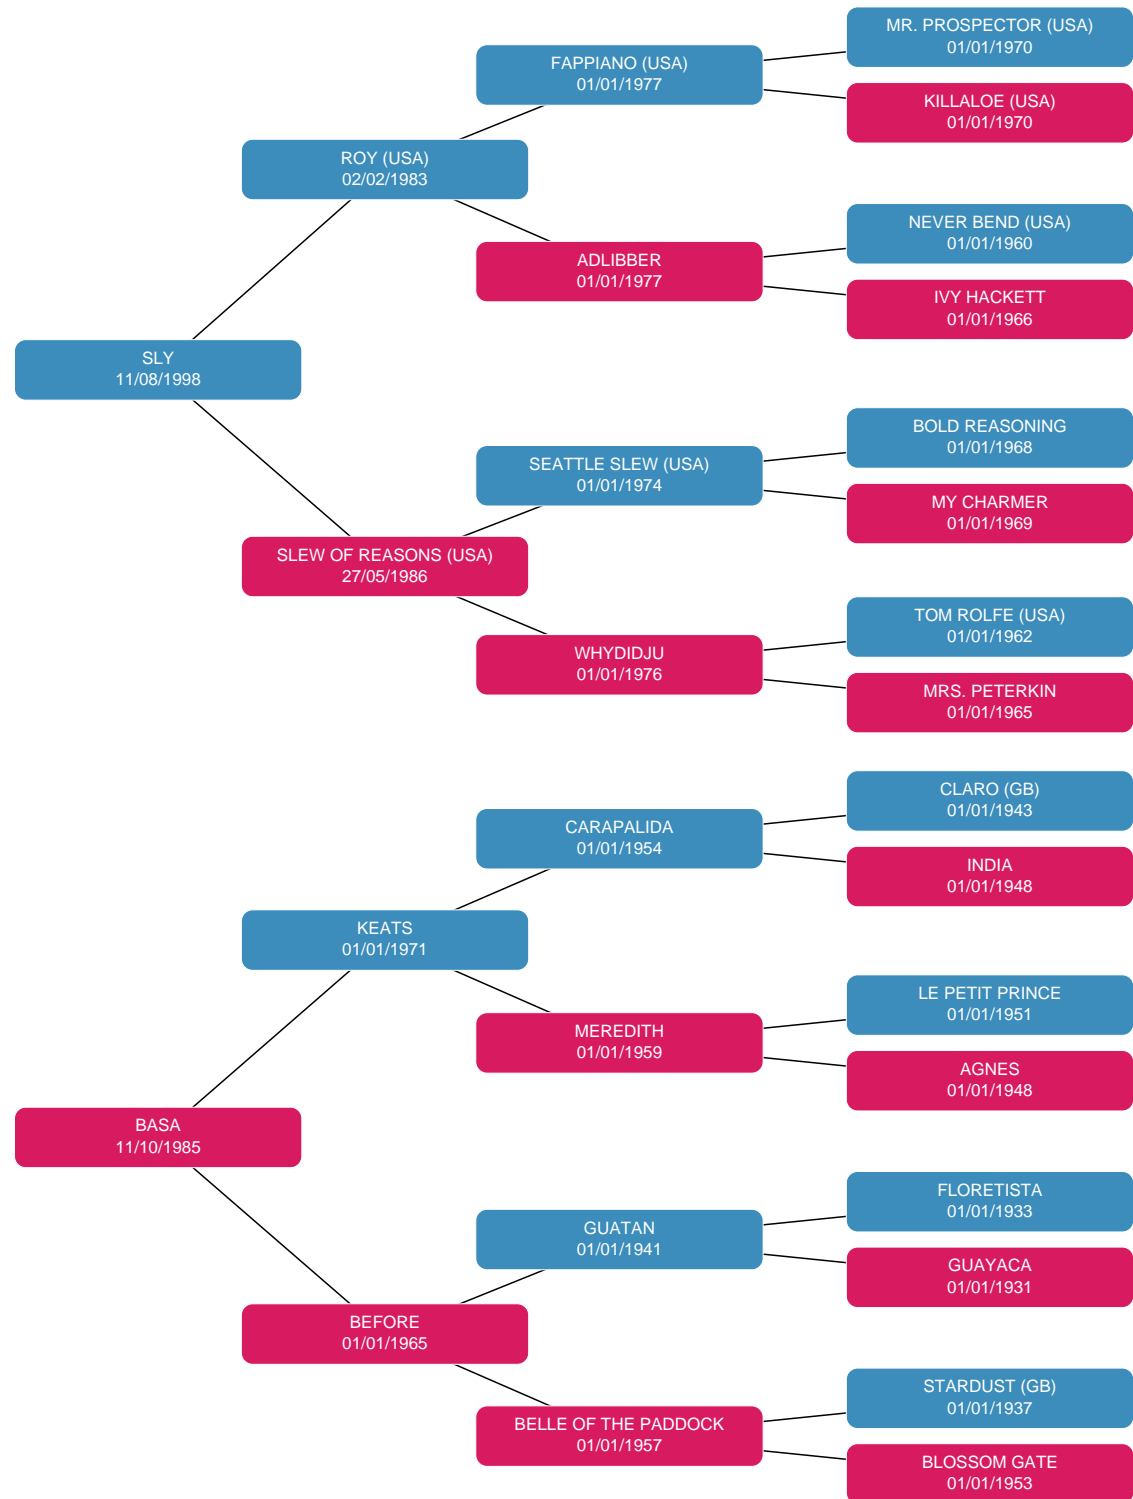 MR. PROSPECTOR (USA)
01/01/1970
FAPPIANO (USA)
01/01/1977
KILLALOE (USA)
01/01/1970
ROY (USA)
02/02/1983
NEVER BEND (USA)
01/01/1960
ADLIBBER
01/01/1977
IVY HACKETT
01/01/1966
SLY
11/08/1998
BOLD REASONING
01/01/1968
SEATTLE SLEW (USA)
01/01/1974
MY CHARMER
01/01/1969
SLEW OF REASONS (USA)
27/05/1986
TOM ROLFE (USA)
01/01/1962
WHYDIDJU
01/01/1976
MRS. PETERKIN
01/01/1965
CLARO (GB)
01/01/1943
CARAPALIDA
01/01/1954
INDIA
01/01/1948
KEATS
01/01/1971
LE PETIT PRINCE
01/01/1951
MEREDITH
01/01/1959
AGNES
01/01/1948
BASA
11/10/1985
FLORETISTA
01/01/1933
GUATAN
01/01/1941
GUAYACA
01/01/1931
BEFORE
01/01/1965
STARDUST (GB)
01/01/1937
BELLE OF THE PADDOCK
01/01/1957
BLOSSOM GATE
01/01/1953